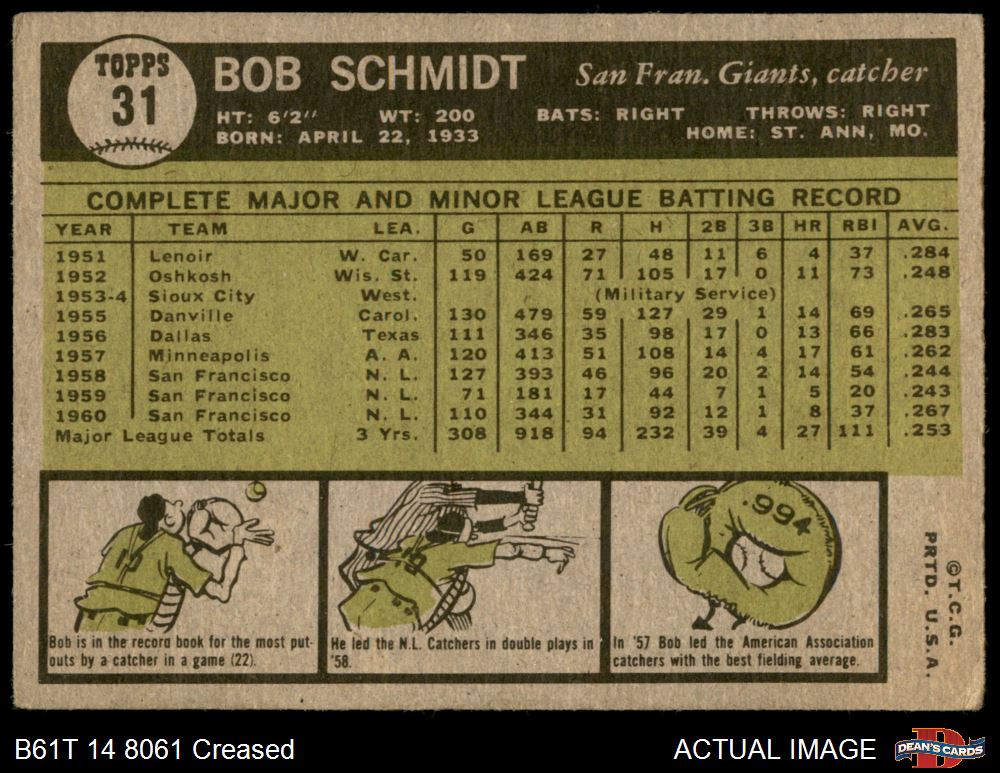 TOPPS
31
BOB SCHMIDT San Fran. Giants, catcher
HT: 6'2" WT: 200 BATS: RIGHT THROWS: RIGHT
BORN: APRIL 22, 1933 HOME: ST. ANN, MO.
COMPLETE MAJOR AND MINOR LEAGUE BATTING RECORD
YEAR TEAM LEA. G AB R H 2B 3B HR RBI AVG.
1951 Lenoir W. Car. 50 169 27 48 11 6 4 37 .284
1952 Oshkosh Wis. St. 119 424 71 105 17 0 11 73 .248
1953-4 Sioux City West. (Military Service)
1955 Danville Carol. 130 479 59 127 29 1 14 69 .265
1956 Dallas Texas 111 346 35 98 17 0 13 66 .283
1957 Minneapolis A. A. 120 413 51 108 14 4 17 61 .262
1958 San Francisco N. L. 127 393 46 96 20 2 14 54 .244
1959 San Francisco N. L. 71 181 17 44 7 1 5 20 .243
1960 San Francisco N. L. 110 344 31 92 12 1 8 37 .267
Major League Totals 3 Yrs. 308 918 94 232 39 4 27 111 .253
.994
Bob is in the record book for the most put-
outs by a catcher in a game (22).
He led the N.L. Catchers in double plays in
'58.
In '57 Bob led the American Association
catchers with the best fielding average.
©T.C.G.
PRTD. U.S.A.
B61T 14 8061 Creased
ACTUAL IMAGE
D
DEAN'S CARDS